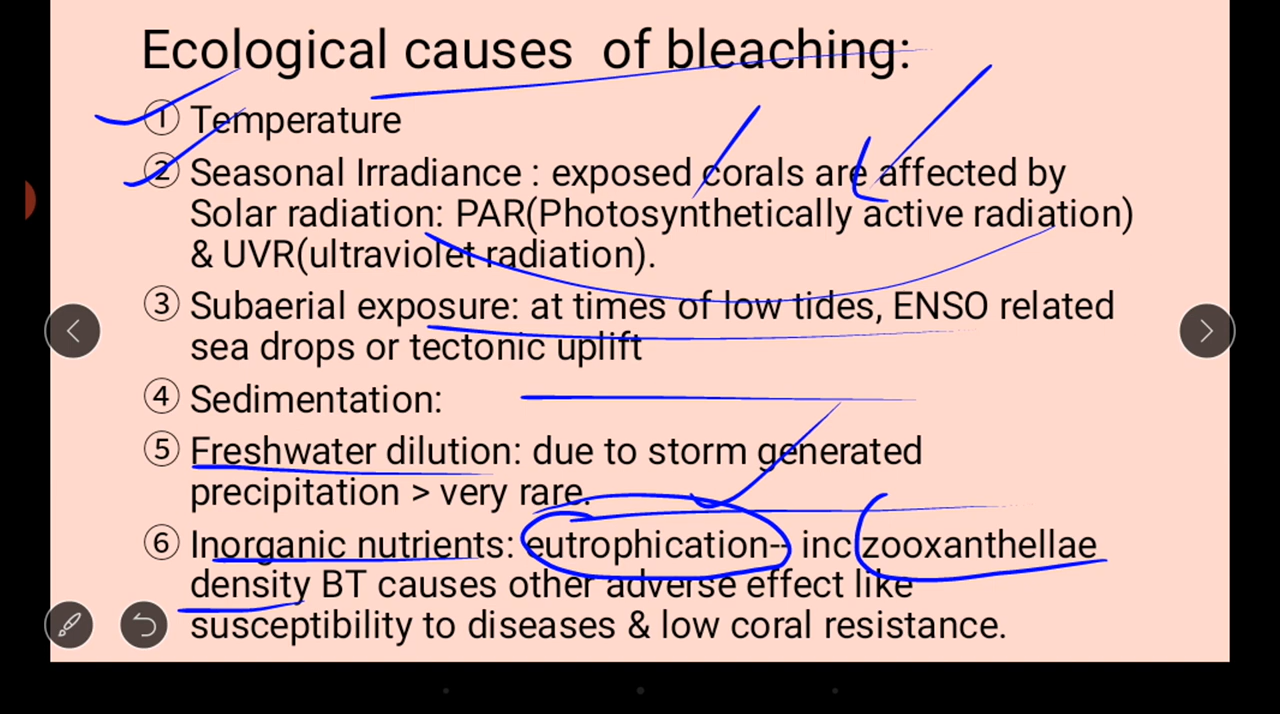 Ecological causes of bleaching:
① Temperature
② Seasonal Irradiance : exposed corals are affected by
Solar radiation: PAR(Photosynthetically active radiation)
& UVR(ultraviolet radiation).
③ Subaerial exposure: at times of low tides, ENSO related
sea drops or tectonic uplift
④ Sedimentation:
⑤ Freshwater dilution: due to storm generated
precipitation > very rare.
⑥ Inorganic nutrients: eutrophication-- inc zooxanthellae
density BT causes other adverse effect like
susceptibility to diseases & low coral resistance.